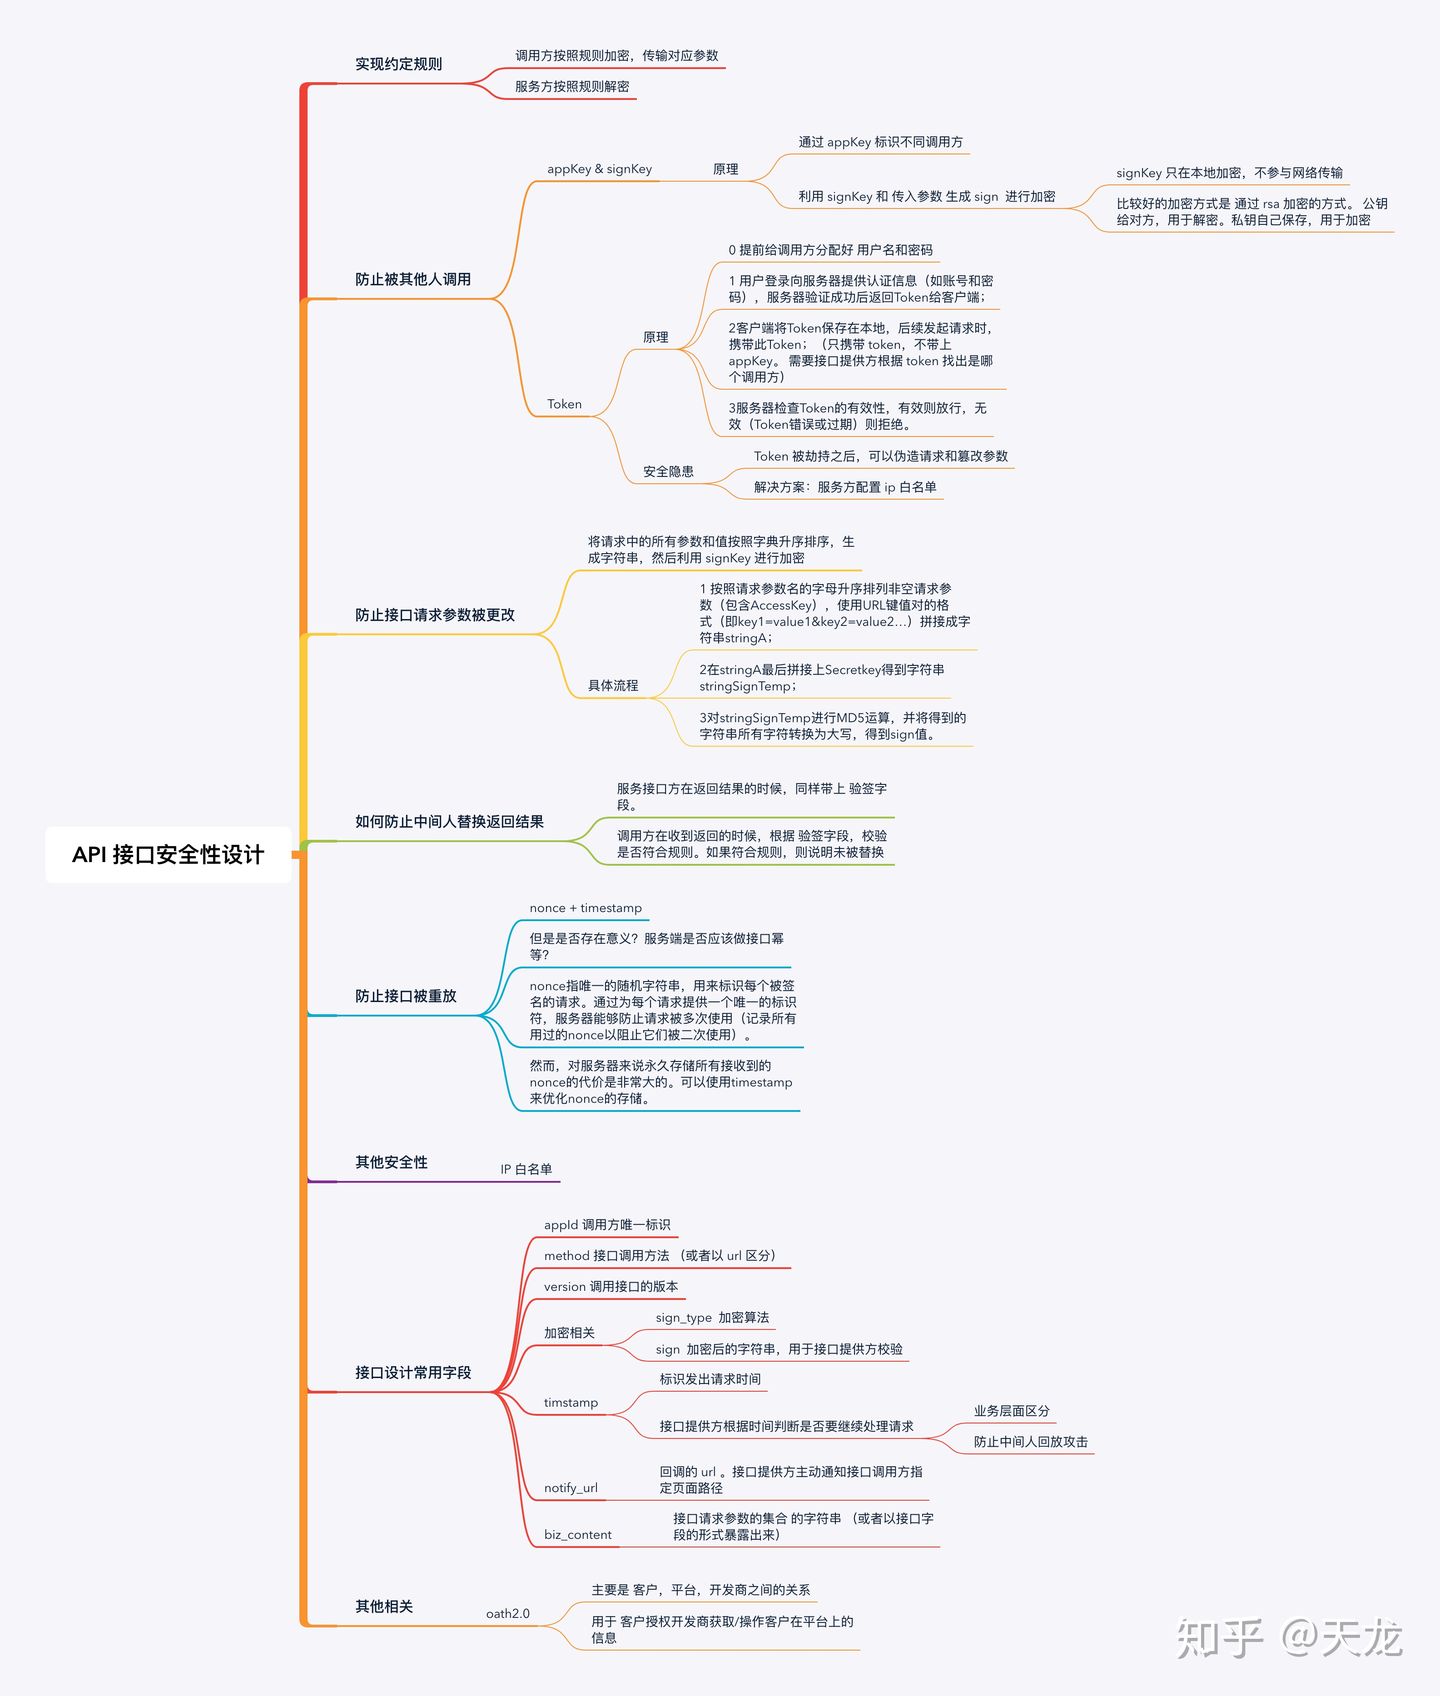 实现约定规则
调用方按照规则加密，传输对应参数
服务方按照规则解密
防止被其他人调用
appKey & signKey
原理
通过 appKey 标识不同调用方
利用 signKey 和 传入参数 生成 sign 进行加密
signKey 只在本地加密，不参与网络传输
比较好的加密方式是 通过 rsa 加密的方式。 公钥
给对方，用于解密。私钥自己保存，用于加密
Token
原理
0 提前给调用方分配好 用户名和密码
1 用户登录向服务器提供认证信息（如账号和密
码），服务器验证成功后返回Token给客户端；
2客户端将Token保存在本地，后续发起请求时，
携带此Token；（只携带 token，不带上
appKey。 需要接口提供方根据 token 找出是哪
个调用方）
3服务器检查Token的有效性，有效则放行，无
效（Token错误或过期）则拒绝。
安全隐患
Token 被劫持之后，可以伪造请求和篡改参数
解决方案：服务方配置 ip 白名单
防止接口请求参数被更改
将请求中的所有参数和值按照字典升序排序，生
成字符串，然后利用 signKey 进行加密
具体流程
1 按照请求参数名的字母升序排列非空请求参
数（包含AccessKey），使用URL键值对的格
式（即key1=value1&key2=value2…）拼接成字
符串stringA；
2在stringA最后拼接上Secretkey得到字符串
stringSignTemp；
3对stringSignTemp进行MD5运算，并将得到的
字符串所有字符转换为大写，得到sign值。
API 接口安全性设计
如何防止中间人替换返回结果
服务接口方在返回结果的时候，同样带上 验签字
段。
调用方在收到返回的时候，根据 验签字段，校验
是否符合规则。如果符合规则，则说明未被替换
防止接口被重放
nonce + timestamp
但是是否存在意义？服务端是否应该做接口幂
等？
nonce指唯一的随机字符串，用来标识每个被签
名的请求。通过为每个请求提供一个唯一的标识
符，服务器能够防止请求被多次使用（记录所有
用过的nonce以阻止它们被二次使用）。
然而，对服务器来说永久存储所有接收到的
nonce的代价是非常大的。可以使用timestamp
来优化nonce的存储。
其他安全性
IP 白名单
接口设计常用字段
appId 调用方唯一标识
method 接口调用方法 （或者以 url 区分）
version 调用接口的版本
加密相关
sign_type 加密算法
sign 加密后的字符串，用于接口提供方校验
timstamp
标识发出请求时间
接口提供方根据时间判断是否要继续处理请求
业务层面区分
防止中间人回放攻击
notify_url
回调的 url 。接口提供方主动通知接口调用方指
定页面路径
biz_content
接口请求参数的集合 的字符串 （或者以接口字
段的形式暴露出来）
其他相关
oath2.0
主要是 客户，平台，开发商之间的关系
用于 客户授权开发商获取/操作客户在平台上的
信息
知乎 @天龙